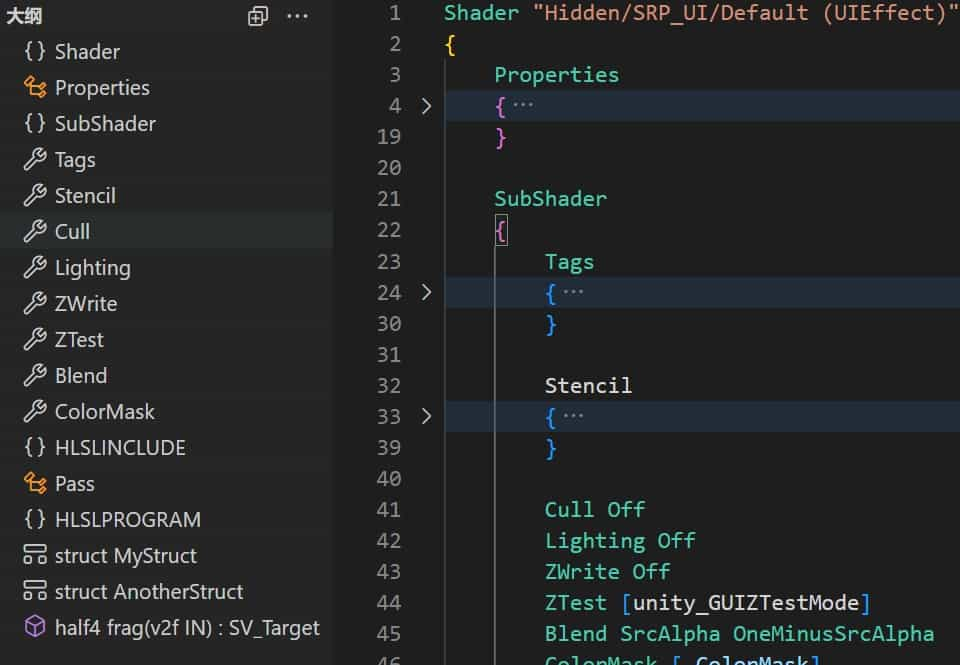 大纲
Shader
Properties
SubShader
Tags
Stencil
Cull
Lighting
ZWrite
ZTest
Blend
ColorMask
HLSLINCLUDE
Pass
HLSLPROGRAM
struct MyStruct
struct AnotherStruct
half4 frag(v2f IN) : SV_Target
1 Shader "Hidden/SRP_UI/Default (UIEffect)"
2 {
3 Properties
4 { ···
19 }
20
21 SubShader
22 {
23 Tags
24 { ···
30 }
31
32 Stencil
33 { ···
39 }
40
41 Cull Off
42 Lighting Off
43 ZWrite Off
44 ZTest [unity_GUIZTestMode]
45 Blend SrcAlpha OneMinusSrcAlpha
46 ColorMask [_ColorMask]